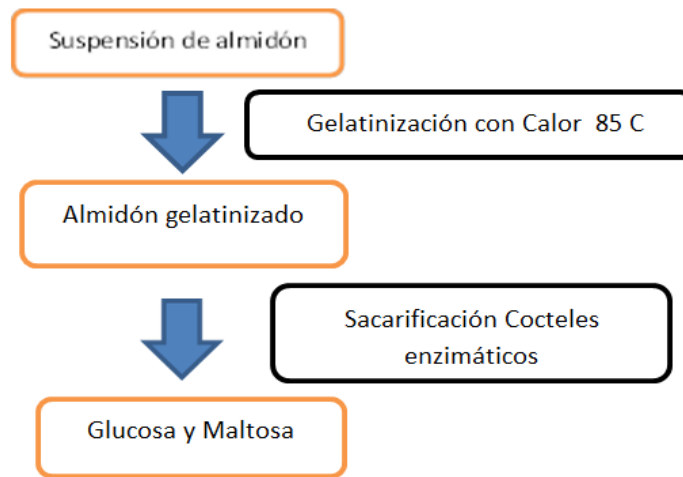 Suspensión de almidón
Gelatinización con Calor 85 C
Almidón gelatinizado
Sacarificación Cocteles
enzimáticos
Glucosa y Maltosa